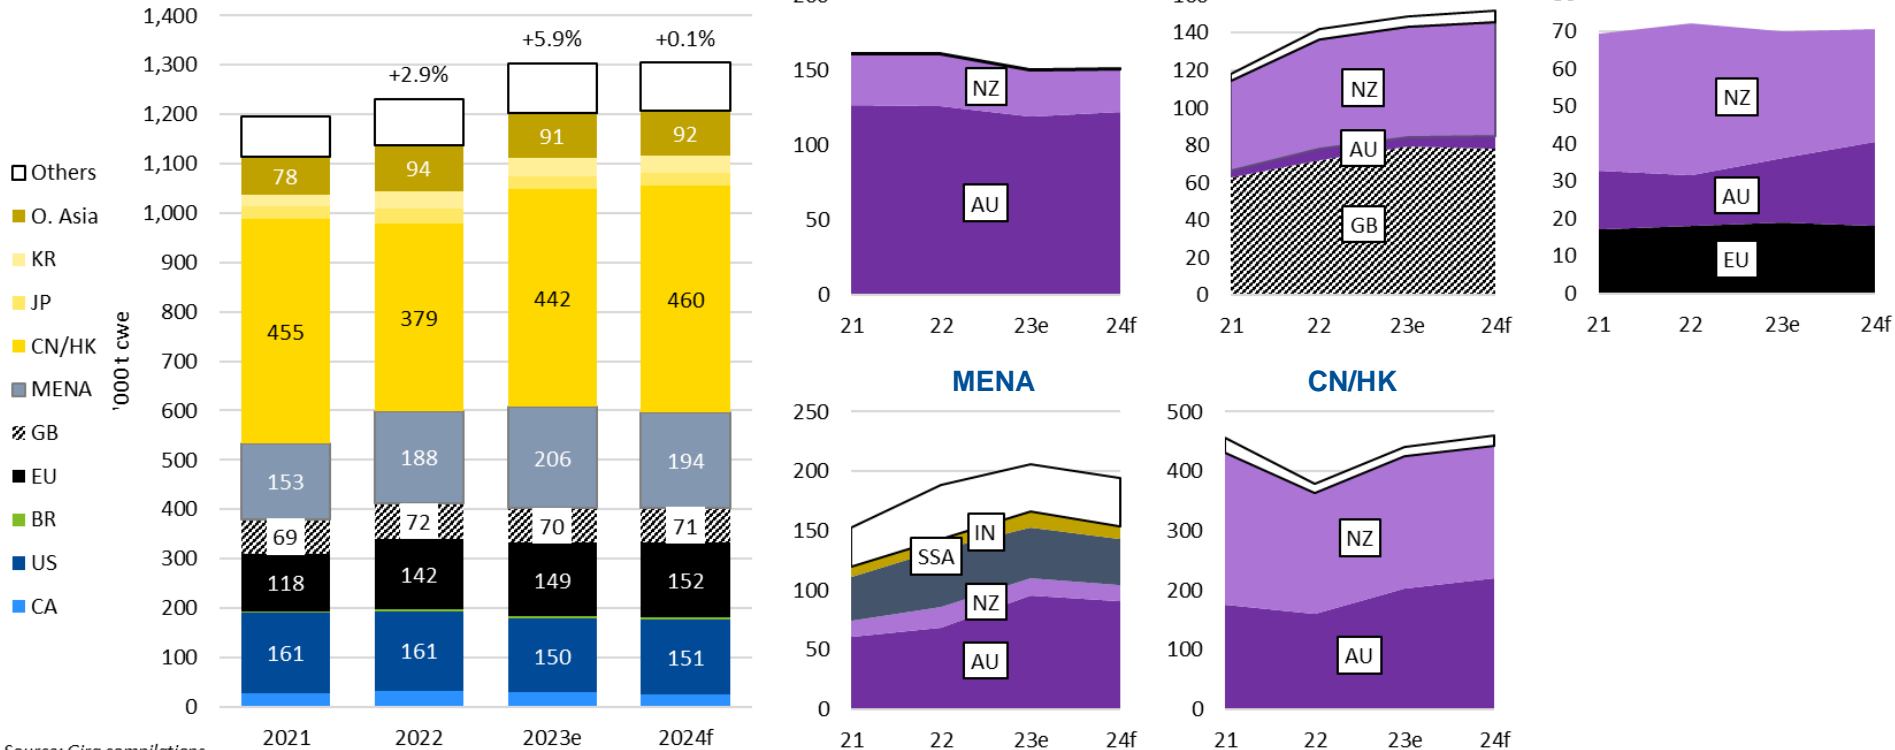 1,400
1,300
1,200
1,100
1,000
900
800
700
600
500
400
300
200
100
0
'000 t cwe
Others
O. Asia
KR
JP
CN/HK
MENA
GB
EU
BR
US
CA
+2.9%
+5.9%
+0.1%
78
455
153
69
118
161
94
379
188
72
142
161
91
442
206
70
149
150
92
460
194
71
152
151
2021
2022
2023e
2024f
150
100
50
0
NZ
AU
21
22
23e
24f
140
120
100
80
60
40
20
0
NZ
AU
GB
21
22
23e
24f
70
60
50
40
30
20
10
0
NZ
AU
EU
21
22
23e
24f
MENA
250
200
150
100
50
0
IN
SSA
NZ
AU
21
22
23e
24f
CN/HK
500
400
300
200
100
0
NZ
AU
21
22
23e
24f